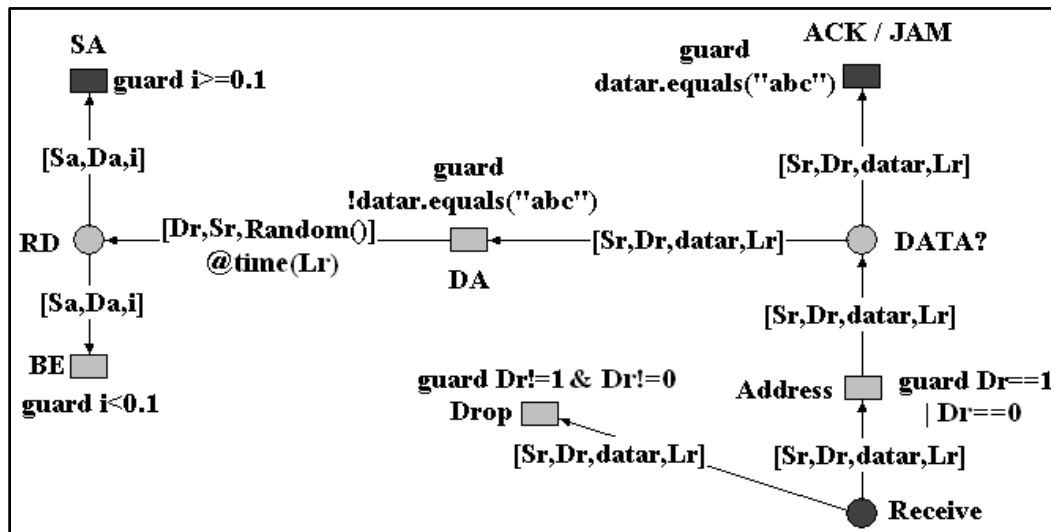 SA
guard i>=0.1
[Sa,Da,i]
RD
[Sa,Da,i]
BE
guard i<0.1
[Dr,Sr,Random()]
@time(Lr)
guard
!datar.equals("abc")
DA
[Sr,Dr,datar,Lr]
ACK / JAM
guard
datar.equals("abc")
[Sr,Dr,datar,Lr]
DATA?
[Sr,Dr,datar,Lr]
Address
guard Dr==1
| Dr==0
guard Dr!=1 & Dr!=0
Drop
[Sr,Dr,datar,Lr]
[Sr,Dr,datar,Lr]
Receive